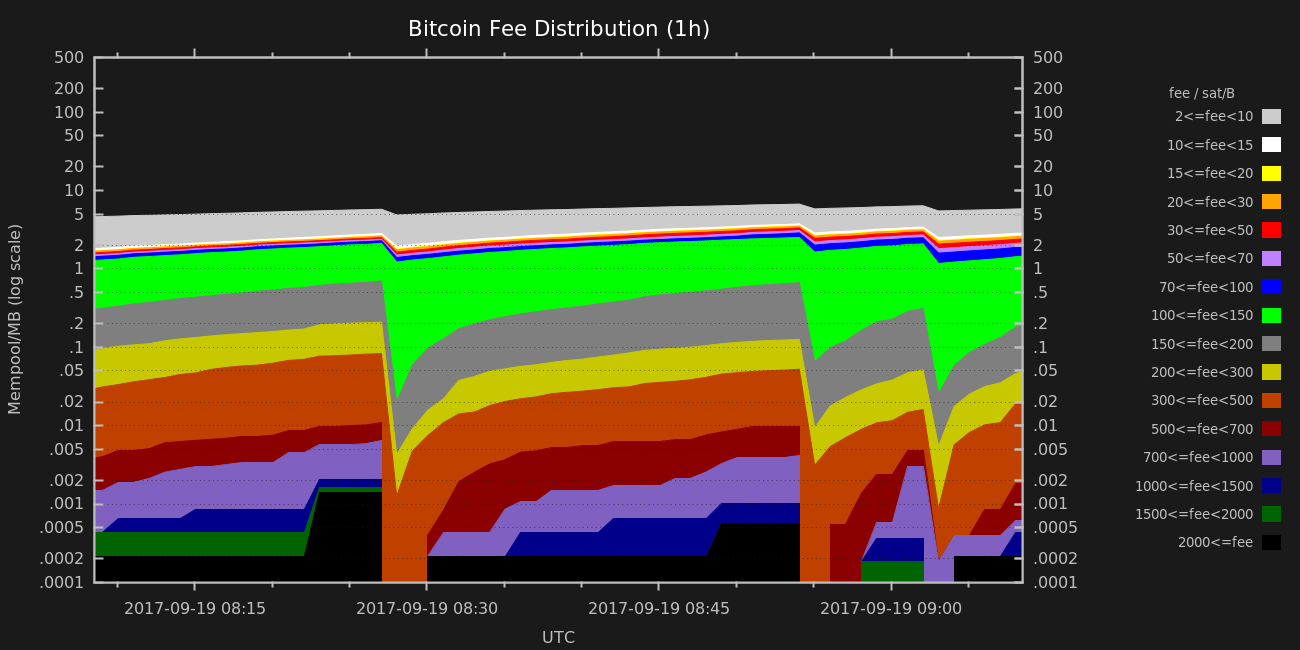 Bitcoin Fee Distribution (1h)
Mempool/MB (log scale)
500
200
100
50
20
10
5
2
1
.5
.2
.1
.05
.02
.01
.005
.002
.001
.0005
.0002
.0001
500
200
100
50
20
10
5
2
1
.5
.2
.1
.05
.02
.01
.005
.002
.001
.0005
.0002
.0001
2017-09-19 08:15
2017-09-19 08:30
2017-09-19 08:45
2017-09-19 09:00
UTC
fee / sat/B
2<=fee<10
10<=fee<15
15<=fee<20
20<=fee<30
30<=fee<50
50<=fee<70
70<=fee<100
100<=fee<150
150<=fee<200
200<=fee<300
300<=fee<500
500<=fee<700
700<=fee<1000
1000<=fee<1500
1500<=fee<2000
2000<=fee